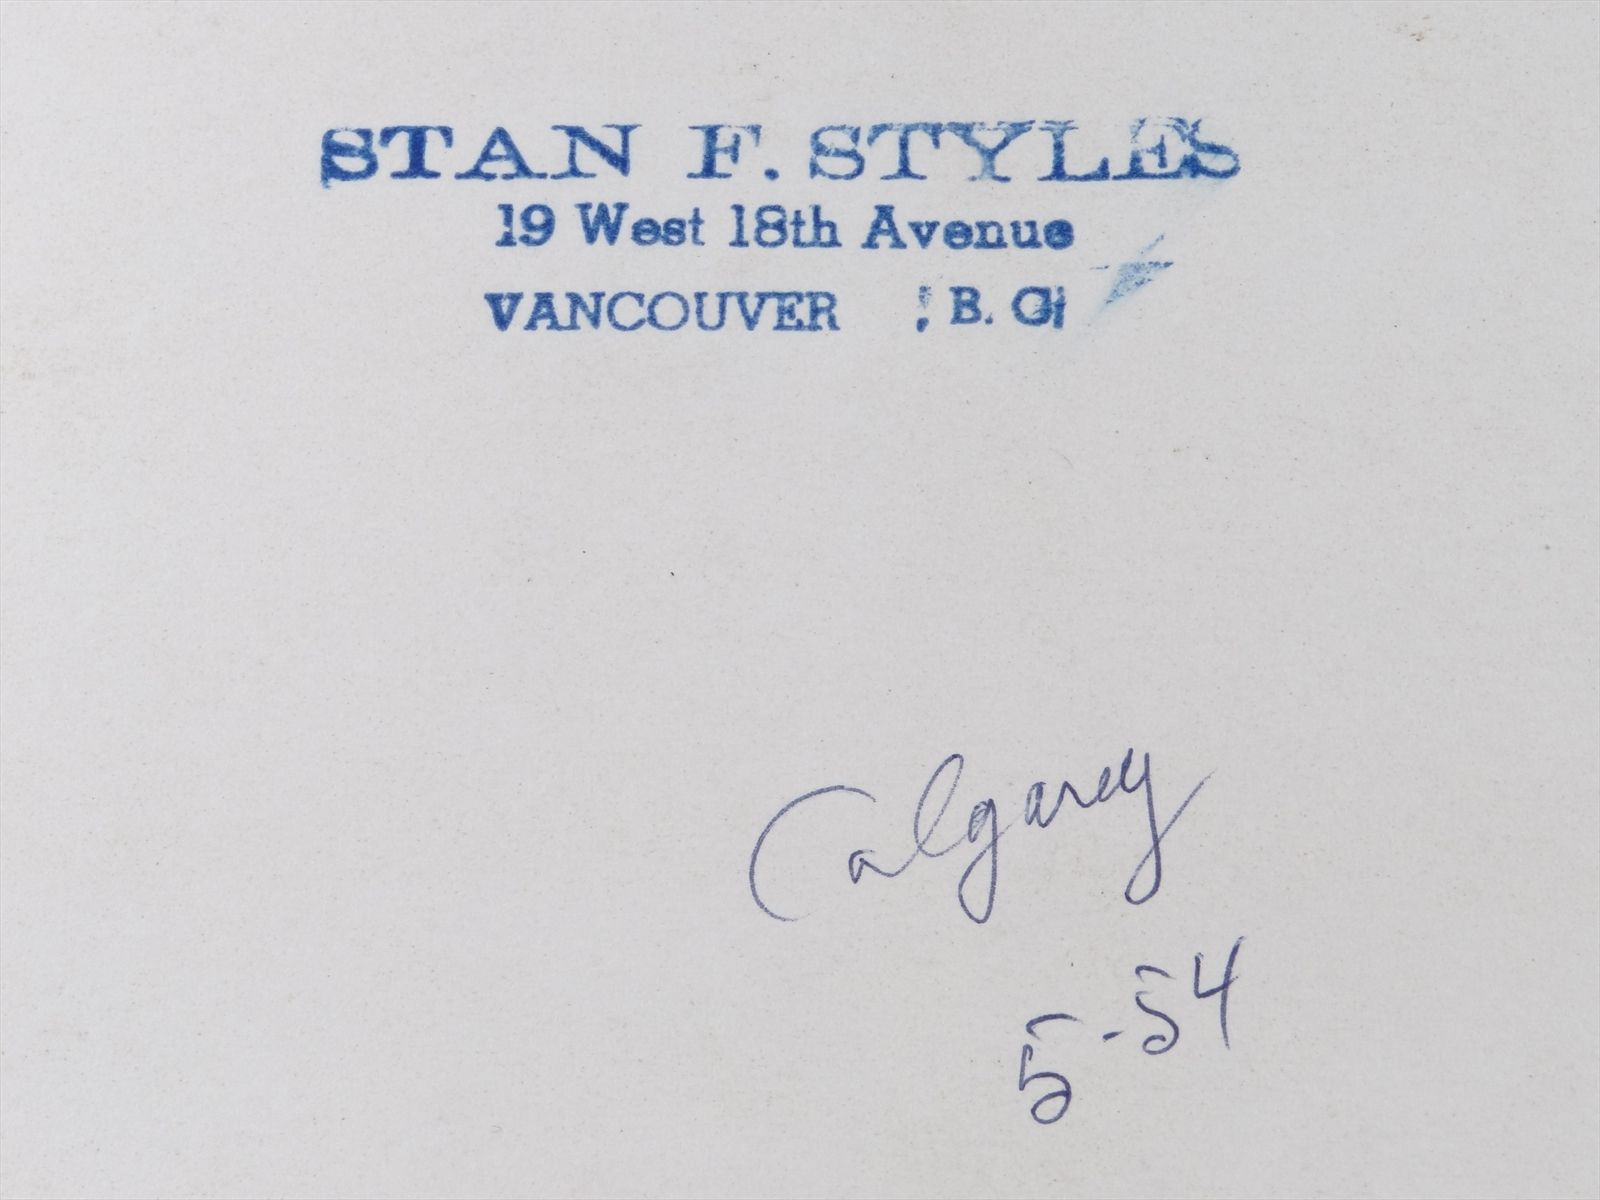 STAN F. STYLES
19 West 18th Avenue
VANCOUVER , B. C.
Calgary
5-54